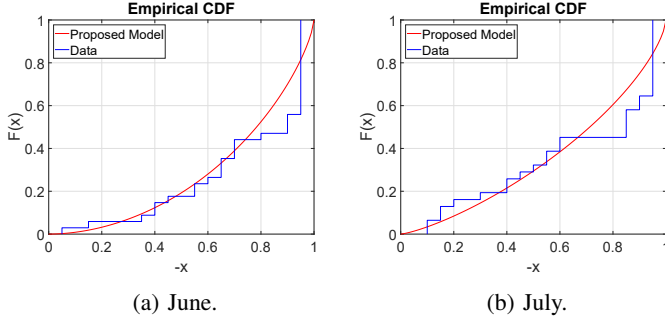 Empirical CDF
Proposed Model
Data
F(x)
1
0.8
0.6
0.4
0.2
0
0 0.2 0.4 0.6 0.8 1
-x
(a) June.
Empirical CDF
Proposed Model
Data
F(x)
1
0.8
0.6
0.4
0.2
0
0 0.2 0.4 0.6 0.8 1
-x
(b) July.